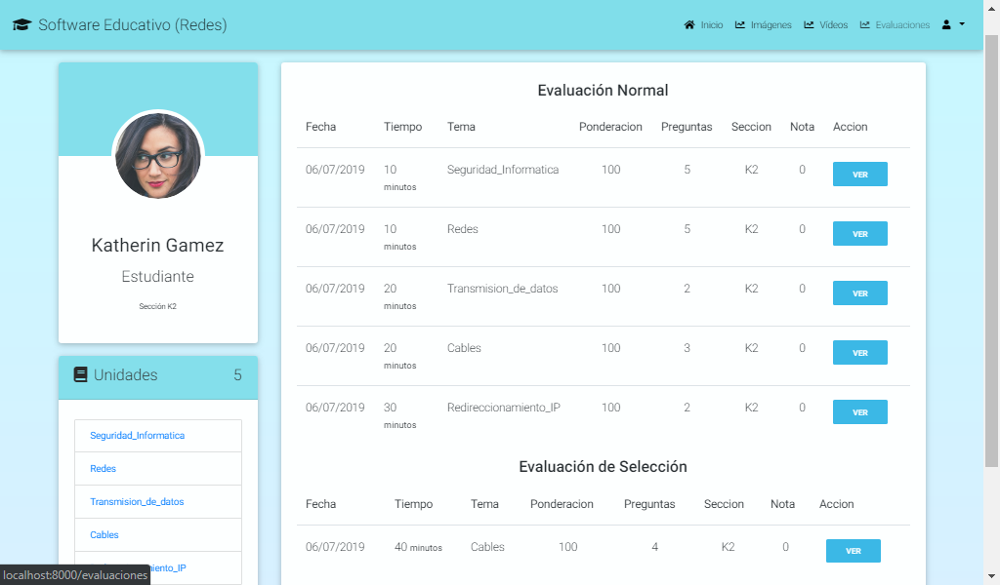 Software Educativo (Redes)
Inicio Imágenes Vídeos Evaluaciones
Katherin Gamez
Estudiante
Sección K2
Unidades 5
Seguridad_Informatica
Redes
Transmision_de_datos
Cables
iento_IP
Evaluación Normal
Fecha Tiempo Tema Ponderacion Preguntas Seccion Nota Accion
06/07/2019 10 minutos Seguridad_Informatica 100 5 K2 0 VER
06/07/2019 10 minutos Redes 100 5 K2 0 VER
06/07/2019 20 minutos Transmision_de_datos 100 2 K2 0 VER
06/07/2019 20 minutos Cables 100 3 K2 0 VER
06/07/2019 30 minutos Redireccionamiento_IP 100 2 K2 0 VER
Evaluación de Selección
Fecha Tiempo Tema Ponderacion Preguntas Seccion Nota Accion
06/07/2019 40 minutos Cables 100 4 K2 0 VER
localhost:8000/evaluaciones